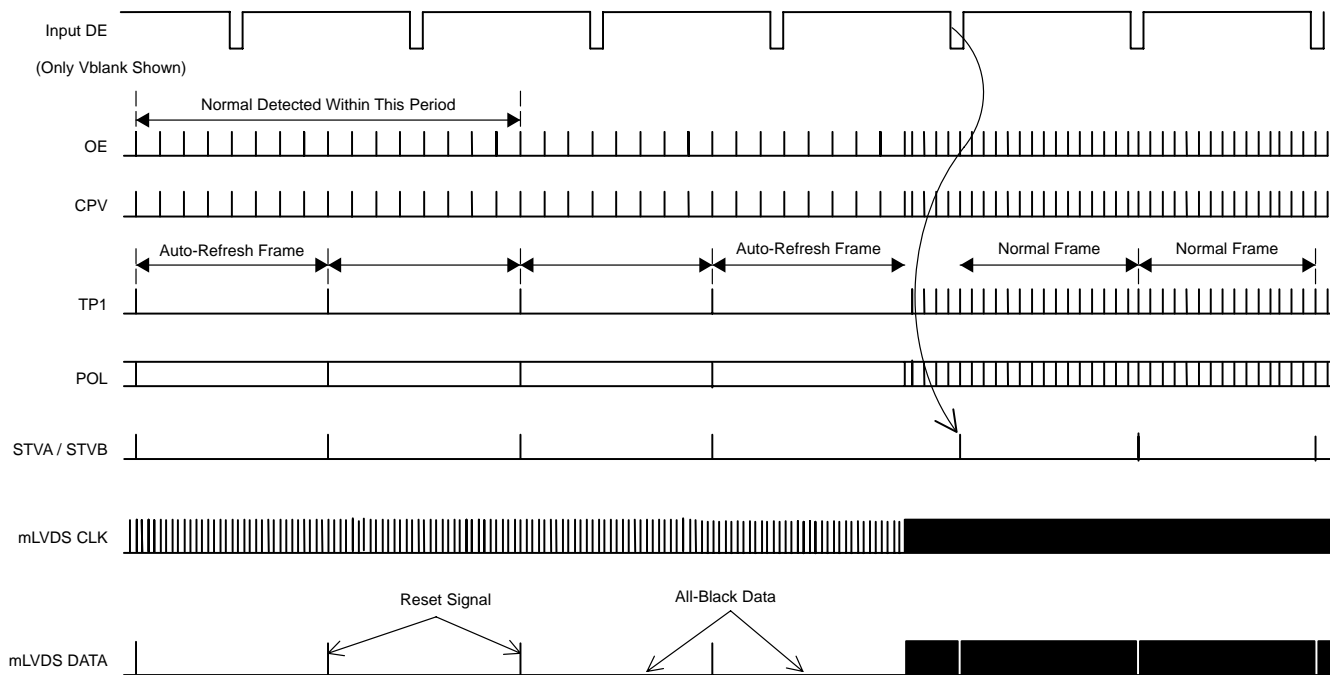 Input DE
(Only Vblank Shown)
Normal Detected Within This Period
OE
CPV
Auto-Refresh Frame
Auto-Refresh Frame
Normal Frame
Normal Frame
TP1
POL
STVA / STVB
mLVDS CLK
Reset Signal
All-Black Data
mLVDS DATA